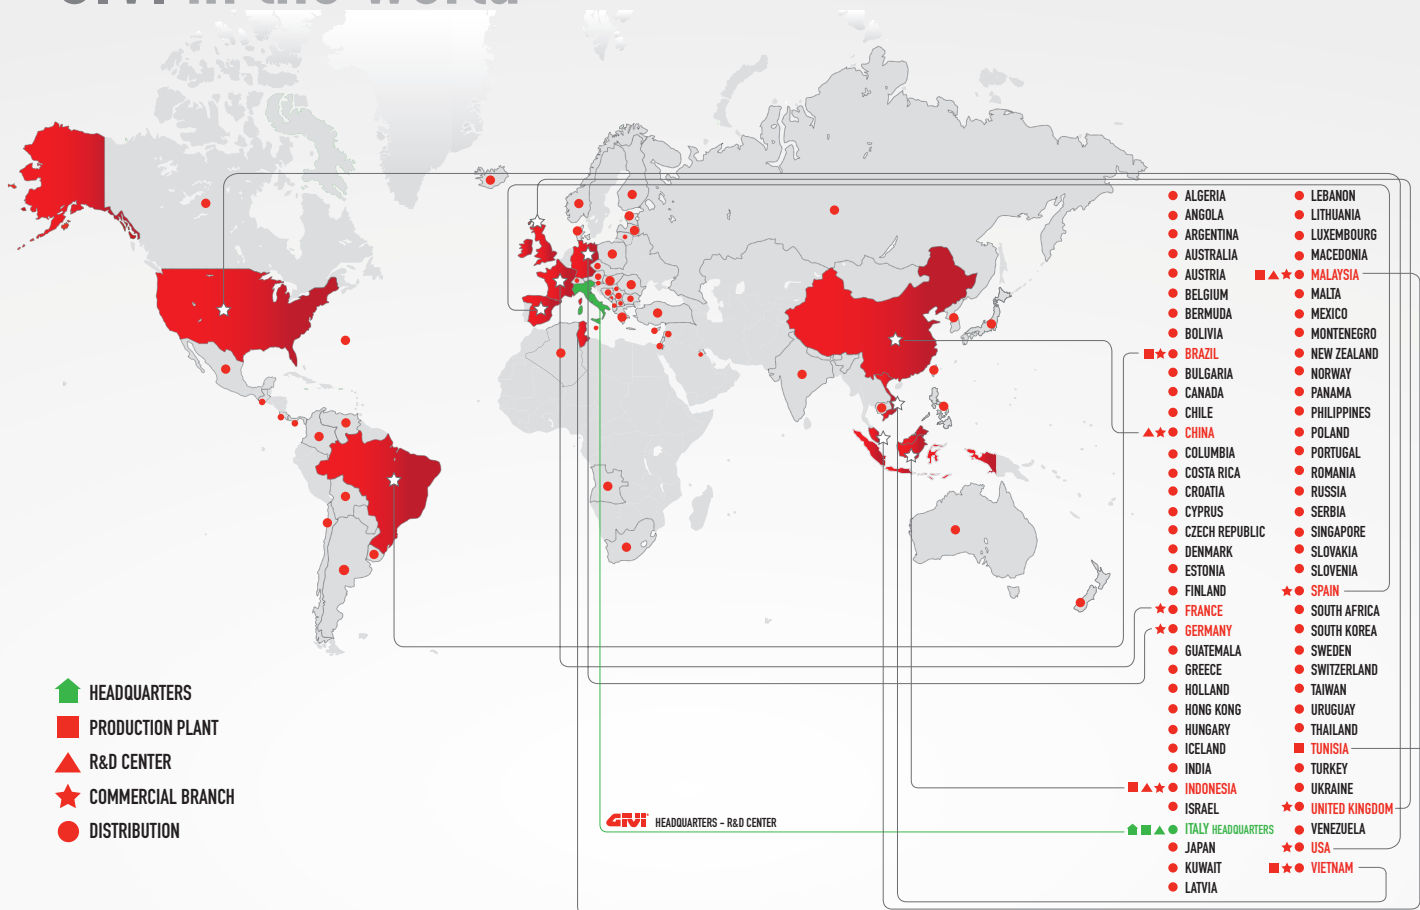 GIVI in the world
HEADQUARTERS
PRODUCTION PLANT
R&D CENTER
COMMERCIAL BRANCH
DISTRIBUTION
GIVI HEADQUARTERS - R&D CENTER
ALGERIA
ANGOLA
ARGENTINA
AUSTRALIA
AUSTRIA
BELGIUM
BERMUDA
BOLIVIA
BRAZIL
BULGARIA
CANADA
CHILE
CHINA
COLUMBIA
COSTA RICA
CROATIA
CYPRUS
CZECH REPUBLIC
DENMARK
ESTONIA
FINLAND
FRANCE
GERMANY
GUATEMALA
GREECE
HOLLAND
HONG KONG
HUNGARY
ICELAND
INDIA
INDONESIA
ISRAEL
ITALY HEADQUARTERS
JAPAN
KUWAIT
LATVIA
LEBANON
LITHUANIA
LUXEMBOURG
MACEDONIA
MALAYSIA
MALTA
MEXICO
MONTENEGRO
NEW ZEALAND
NORWAY
PANAMA
PHILIPPINES
POLAND
PORTUGAL
ROMANIA
RUSSIA
SERBIA
SINGAPORE
SLOVAKIA
SLOVENIA
SPAIN
SOUTH AFRICA
SOUTH KOREA
SWEDEN
SWITZERLAND
TAIWAN
URUGUAY
THAILAND
TUNISIA
TURKEY
UKRAINE
UNITED KINGDOM
VENEZUELA
USA
VIETNAM